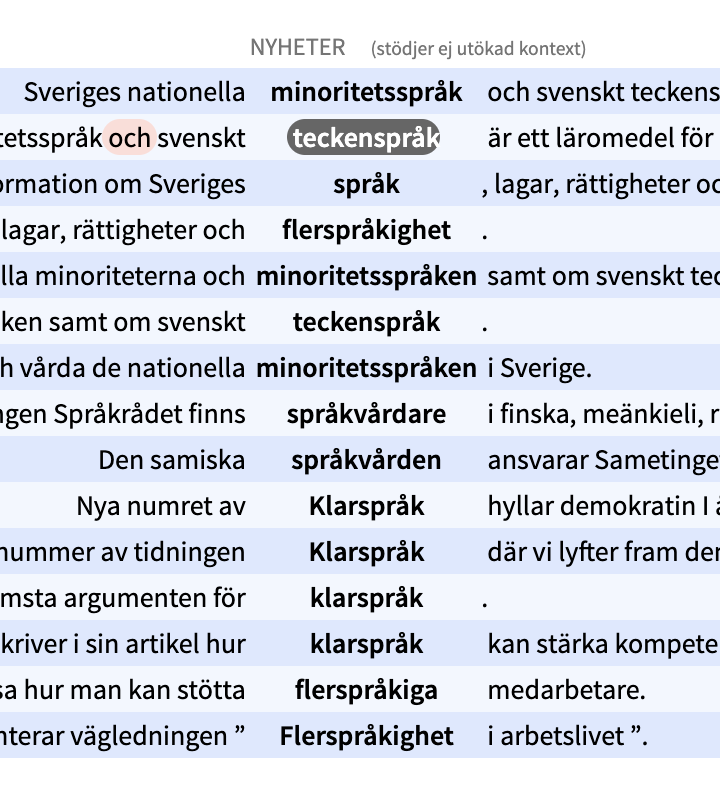 NYHETER (stödjer ej utökad kontext)
Sveriges nationella minoritetsspråk och svenskt teckens
tetsspråk och svenskt teckenspråk är ett läromedel för
ormation om Sveriges språk , lagar, rättigheter oc
lagar, rättigheter och flerspråkighet .
lla minoriteterna och minoritetsspråken samt om svenskt tec
ken samt om svenskt teckenspråk .
h vårda de nationella minoritetsspråken i Sverige.
ngen Språkrådet finns språkvårdare i finska, meänkieli, r
Den samiska språkvården ansvarar Sametinget
Nya numret av Klarspråk hyllar demokratin I å
nummer av tidningen Klarspråk där vi lyfter fram den
msta argumenten för klarspråk .
kriver i sin artikel hur klarspråk kan stärka kompete
sa hur man kan stötta flerspråkiga medarbetare.
nterar vägledningen ” Flerspråkighet i arbetslivet ”.